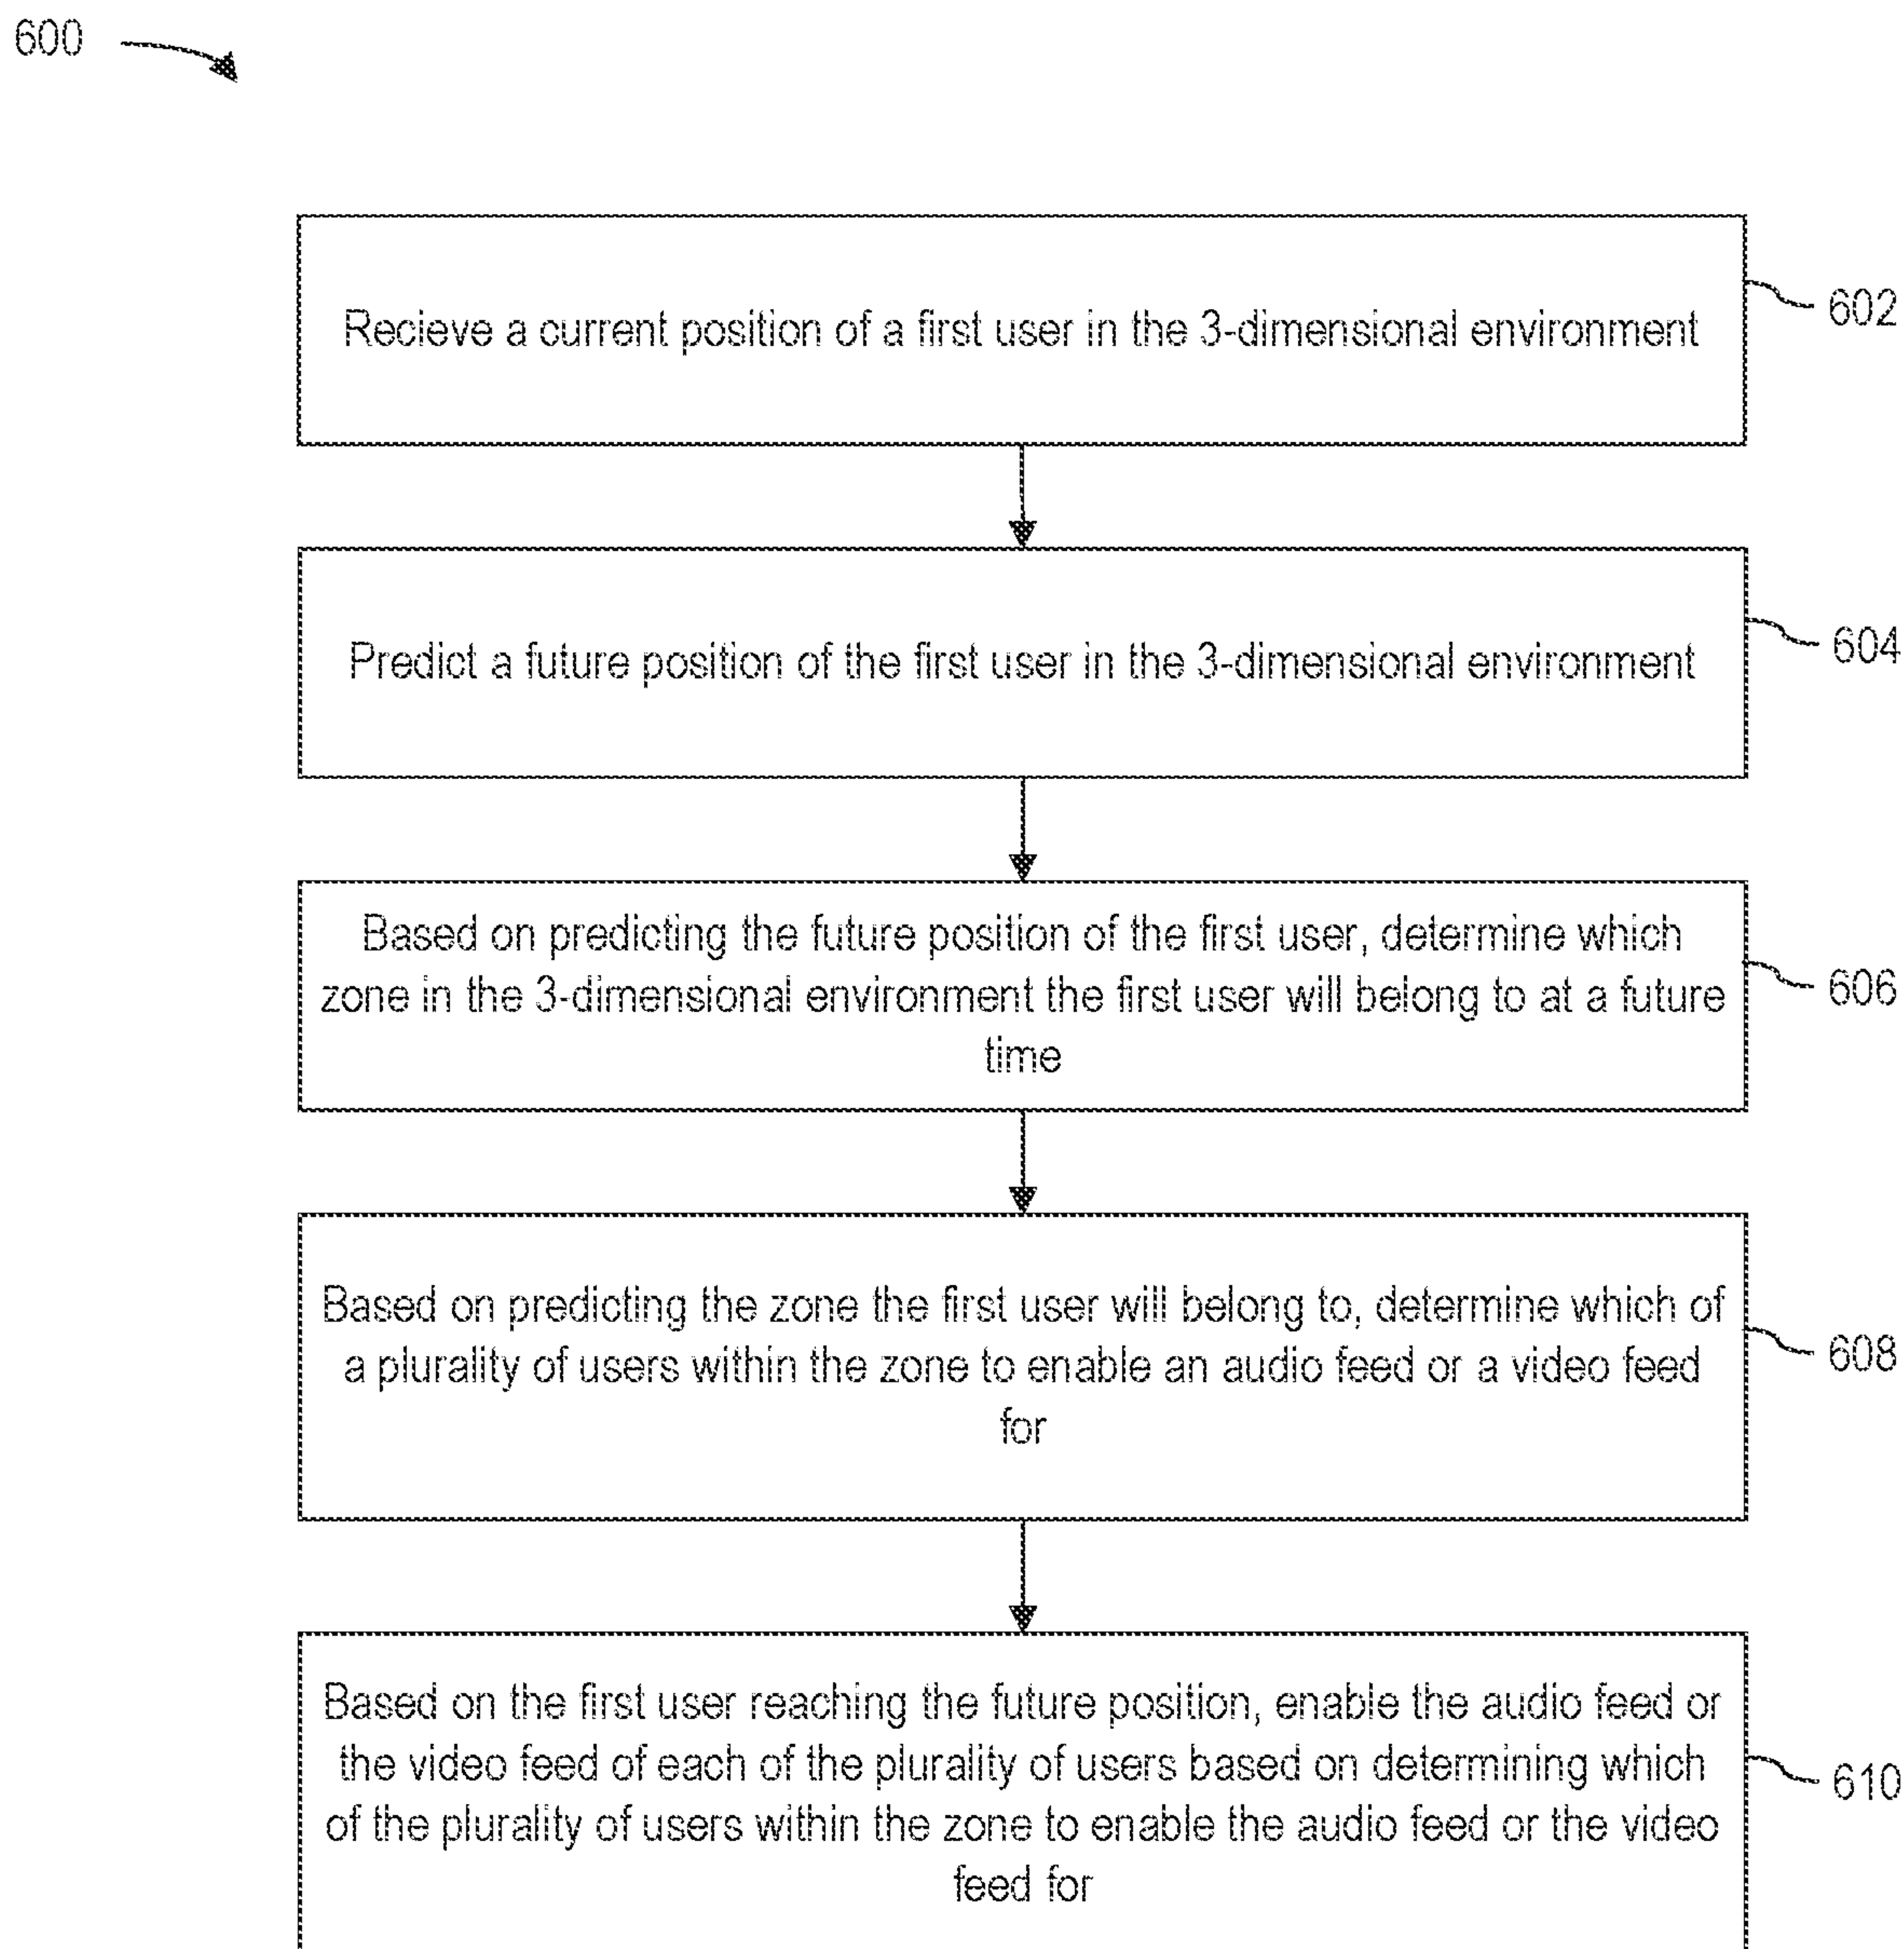 600
Recieve a current position of a first user in the 3-dimensional environment
602
Predict a future position of the first user in the 3-dimensional environment
604
Based on predicting the future position of the first user, determine which
zone in the 3-dimensional environment the first user will belong to at a future
time
606
Based on predicting the zone the first user will belong to, determine which of
a plurality of users within the zone to enable an audio feed or a video feed
for
608
Based on the first user reaching the future position, enable the audio feed or
the video feed of each of the plurality of users based on determining which
of the plurality of users within the zone to enable the audio feed or the video
feed for
610